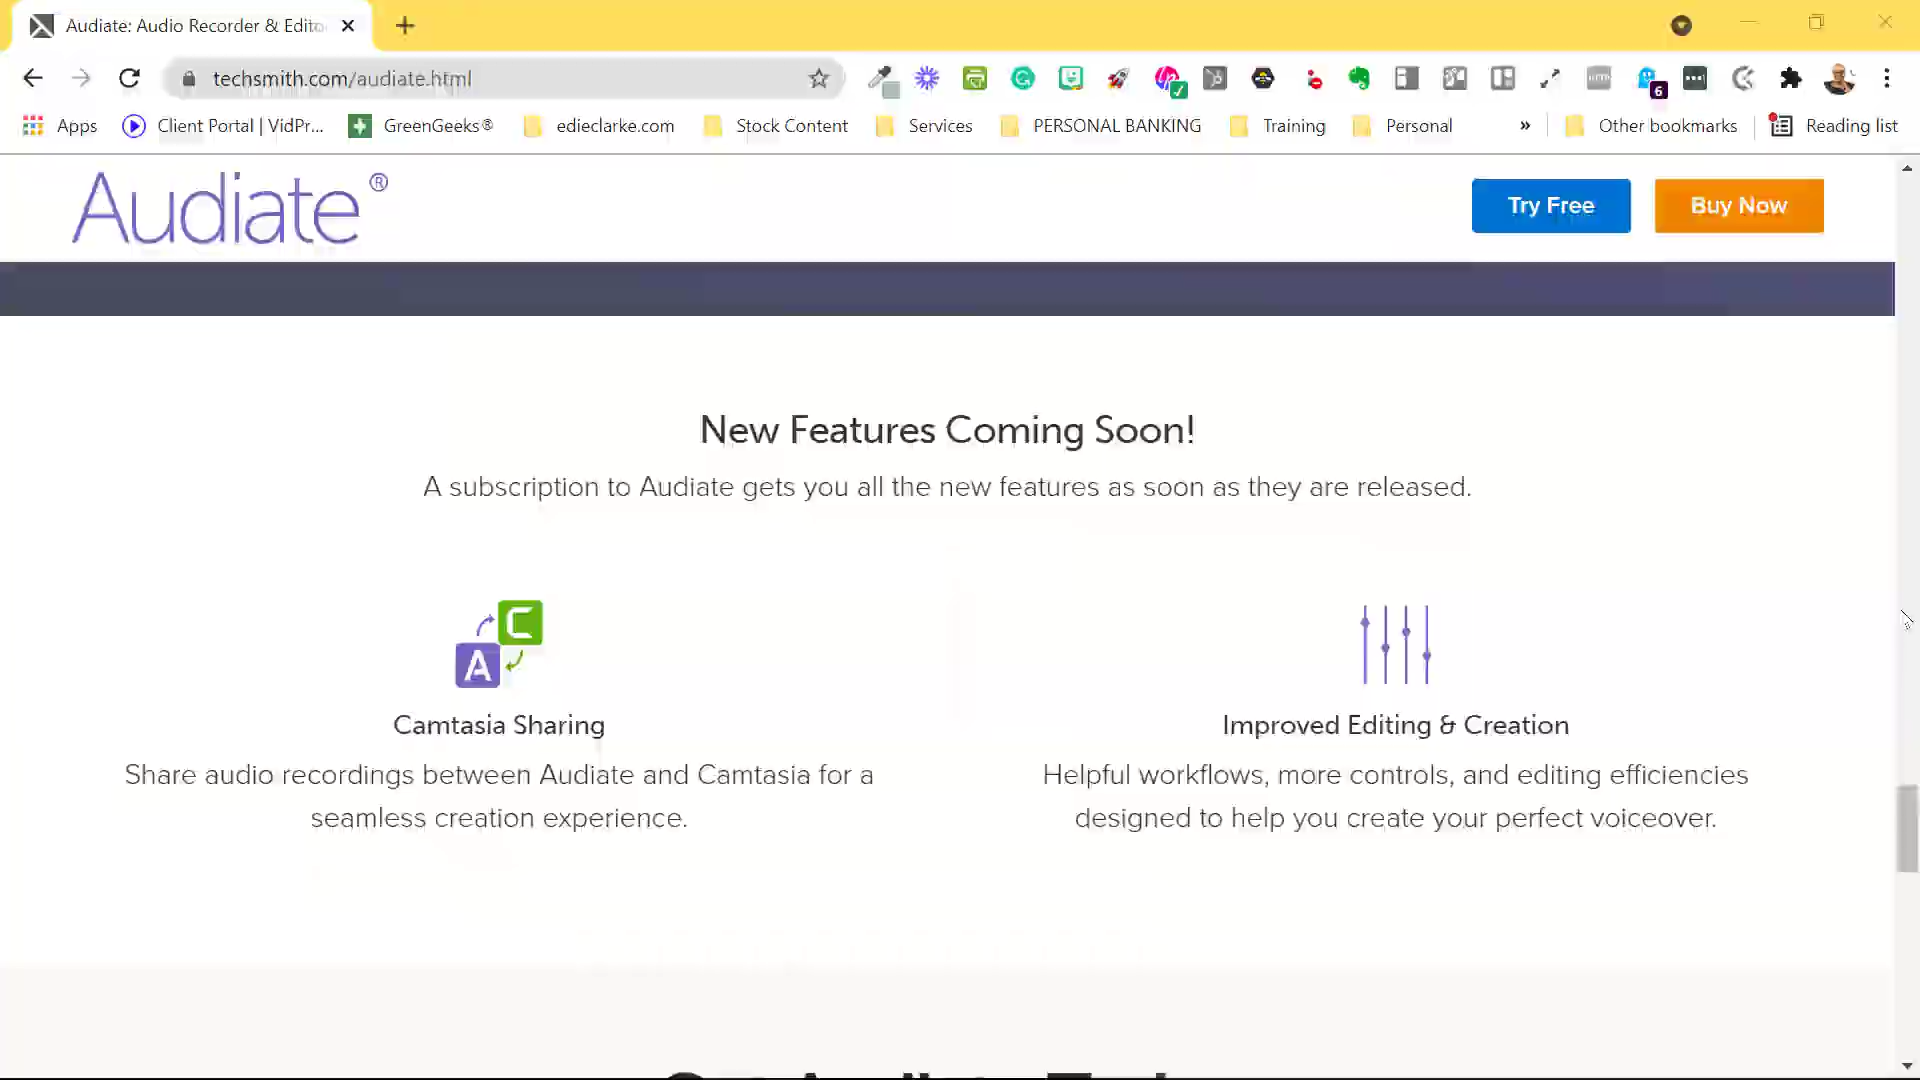 Audiate: Audio Recorder & Edito
techsmith.com/audiate.html
6
Apps
Client Portal | VidPr...
GreenGeeks®
edieclarke.com
Stock Content
Services
PERSONAL BANKING
Training
Personal
»
Other bookmarks
Reading list
Audiate®
Try Free
Buy Now
New Features Coming Soon!
A subscription to Audiate gets you all the new features as soon as they are released.
C
A
Camtasia Sharing
Share audio recordings between Audiate and Camtasia for a
seamless creation experience.
Improved Editing & Creation
Helpful workflows, more controls, and editing efficiencies
designed to help you create your perfect voiceover.